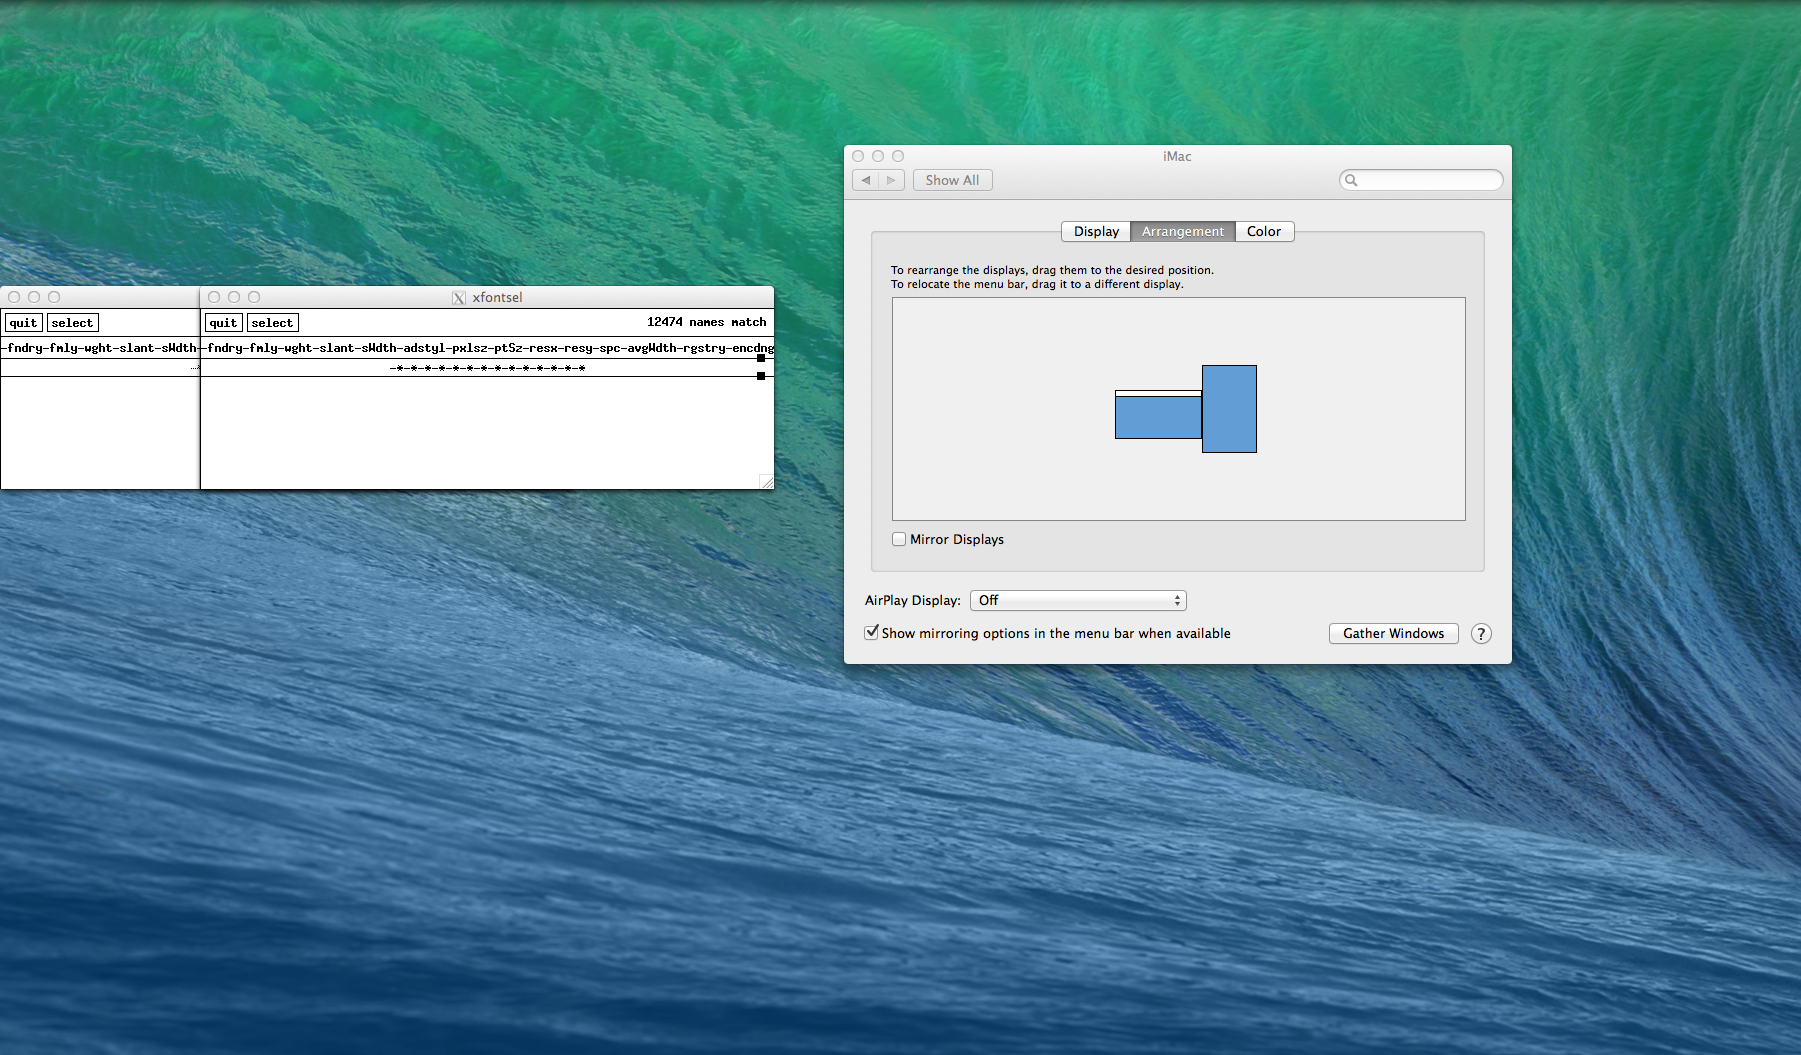 iMac
Show All
Display Arrangement Color
To rearrange the displays, drag them to the desired position.
To relocate the menu bar, drag it to a different display.
Mirror Displays
AirPlay Display: Off
Show mirroring options in the menu bar when available
Gather Windows ?
quit select
-fndry-fmly-wght-slant-sWdth-
X xfontsel
quit select 12474 names match
-fndry-fmly-wght-slant-sWdth-adstyl-pxlsz-ptSz-resx-resy-spc-avgWdth-rgstry-encdng
-*-*-*-*-*-*-*-*-*-*-*-*-*-*